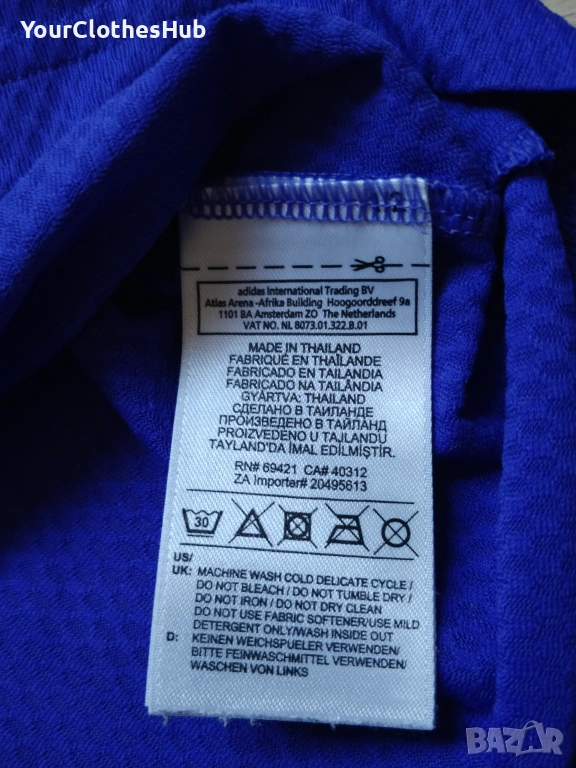 YourClothesHub
adidas International Trading BV
Atlas Arena -Afrika Building Hoogoorddreef 9a
1101 BA Amsterdam ZO The Netherlands
VAT NO. NL 8073.01.322.B.01
MADE IN THAILAND
FABRIQUÉ EN THAÏLANDE
FABRICADO EN TAILANDIA
FABRICADO NA TAILÂNDIA
GYÁRTVA: THAILAND
СДЕЛАНО В ТАИЛАНДЕ
ПРОИЗВЕДЕНО В ТАЙЛАНД
PROIZVEDENO U TAJLANDU
TAYLAND'DA İMAL EDİLMİŞTİR.
RN# 69421 CA# 40312
ZA Importer# 20495613
30
US/
UK: MACHINE WASH COLD DELICATE CYCLE /
DO NOT BLEACH / DO NOT TUMBLE DRY /
DO NOT IRON / DO NOT DRY CLEAN
DO NOT USE FABRIC SOFTENER/USE MILD
DETERGENT ONLY/WASH INSIDE OUT
D: KEINEN WEICHSPUELER VERWENDEN/
BITTE FEINWASCHMITTEL VERWENDEN/
WASCHEN VON LINKS
BAZAR